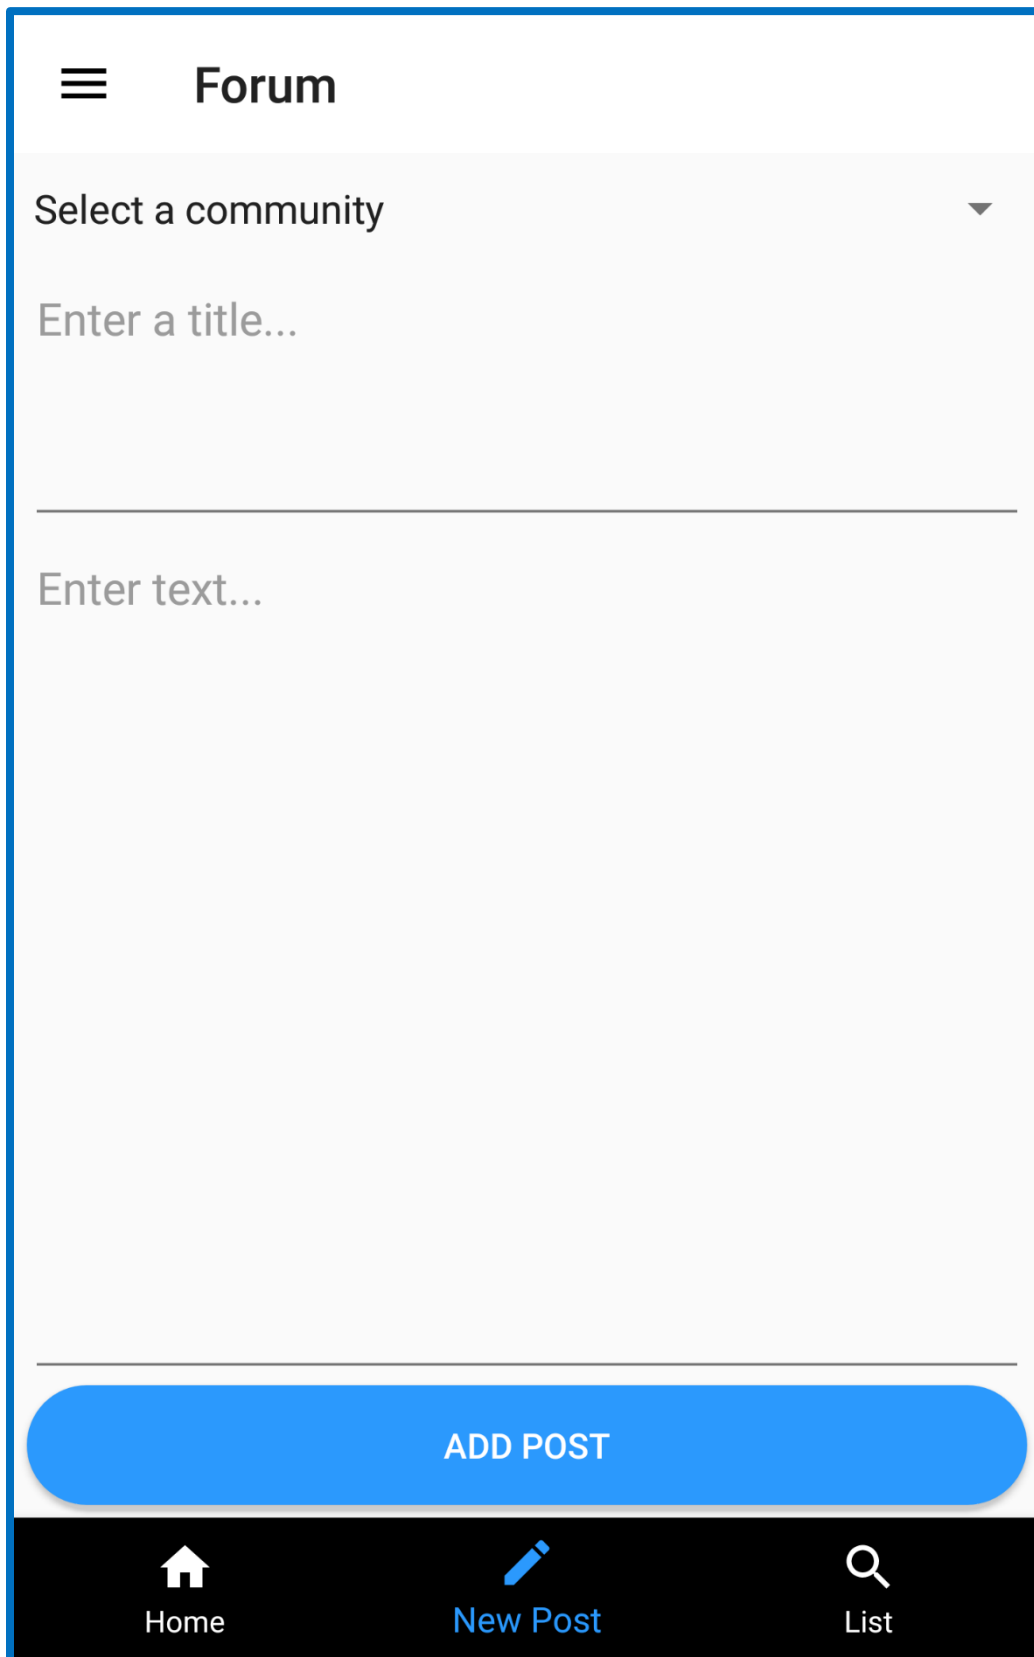 Forum
Select a community
Enter a title...
Enter text...
ADD POST
Home
New Post
List